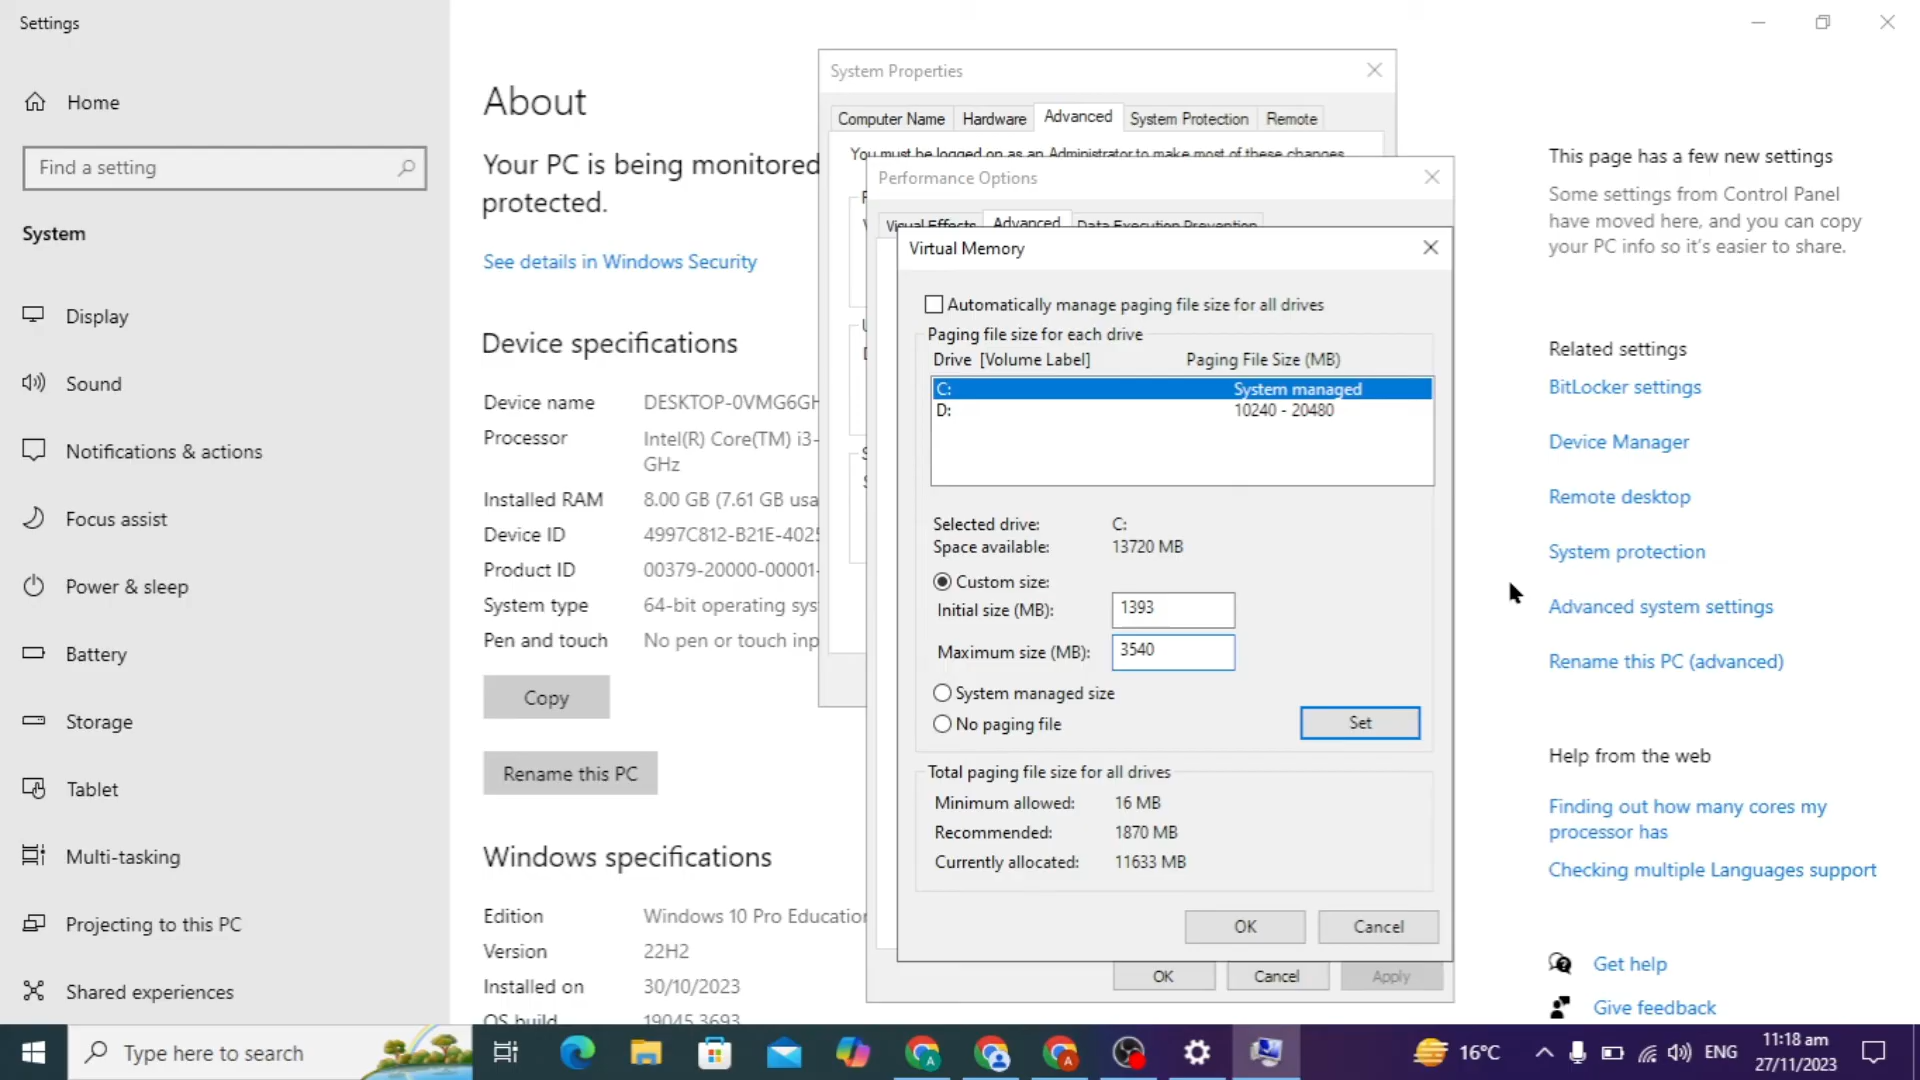 Settings
Home
Find a setting
System
Display
Sound
Notifications & actions
Focus assist
Power & sleep
Battery
Storage
Tablet
Multi-tasking
Projecting to this PC
Shared experiences
About
Your PC is being monitored
protected.
See details in Windows Security
Device specifications
Device name DESKTOP-0VMG6GH
Processor Intel(R) Core(TM) i3-
GHz
Installed RAM 8.00 GB (7.61 GB usa
Device ID 4997C812-B21E-4025
Product ID 00379-20000-00001-
System type 64-bit operating sys
Pen and touch No pen or touch inp
Copy
Rename this PC
Windows specifications
Edition Windows 10 Pro Education
Version 22H2
Installed on 30/10/2023
OS build 19045.3693
System Properties
Computer Name Hardware Advanced System Protection Remote
You must be logged on as an Administrator to make most of these changes.
Performance Options
Visual Effects Advanced Data Execution Prevention
Virtual Memory
Automatically manage paging file size for all drives
Paging file size for each drive
Drive [Volume Label] Paging File Size (MB)
C: System managed
D: 10240 - 20480
Selected drive: C:
Space available: 13720 MB
Custom size:
Initial size (MB): 1393
Maximum size (MB): 3540
System managed size
No paging file
Set
Total paging file size for all drives
Minimum allowed: 16 MB
Recommended: 1870 MB
Currently allocated: 11633 MB
OK Cancel
OK Cancel Apply
This page has a few new settings
Some settings from Control Panel
have moved here, and you can copy
your PC info so it's easier to share.
Related settings
BitLocker settings
Device Manager
Remote desktop
System protection
Advanced system settings
Rename this PC (advanced)
Help from the web
Finding out how many cores my
processor has
Checking multiple Languages support
Get help
Give feedback
Type here to search
16°C
ENG
11:18 am
27/11/2023